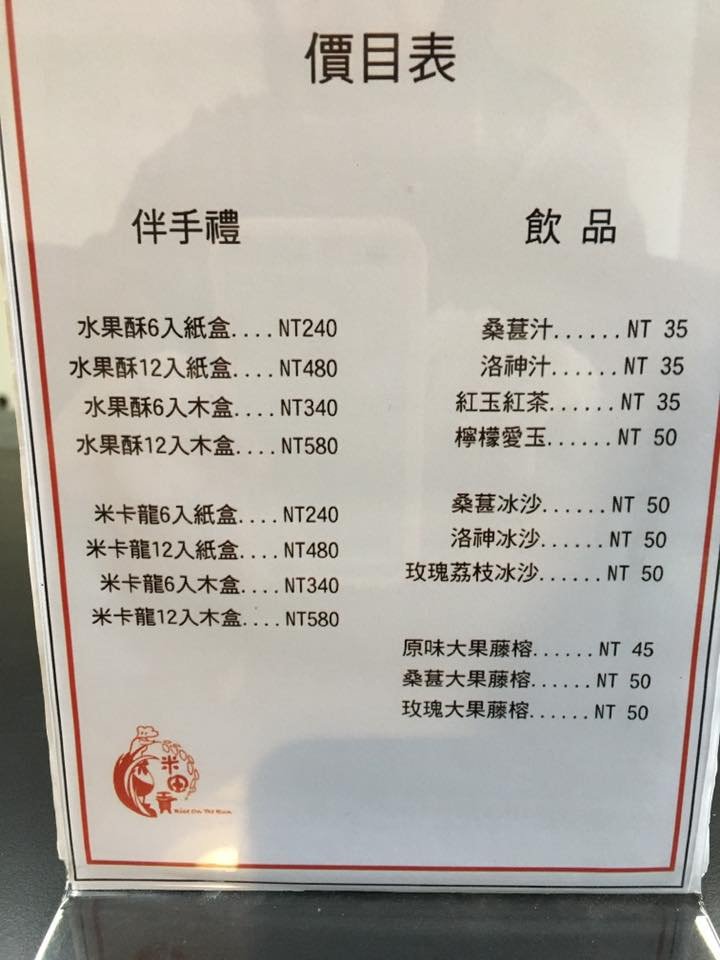 價目表
伴手禮
水果酥6入紙盒....NT240
水果酥12入紙盒....NT480
水果酥6入木盒....NT340
水果酥12入木盒....NT580
米卡龍6入紙盒....NT240
米卡龍12入紙盒....NT480
米卡龍6入木盒....NT340
米卡龍12入木盒....NT580
飲 品
桑葚汁......NT 35
洛神汁......NT 35
紅玉紅茶......NT 35
檸檬愛玉......NT 50
桑葚冰沙......NT 50
洛神冰沙......NT 50
玫瑰荔枝冰沙......NT 50
原味大果藤榕......NT 45
桑葚大果藤榕......NT 50
玫瑰大果藤榕......NT 50
米田貢
Rice On The Run